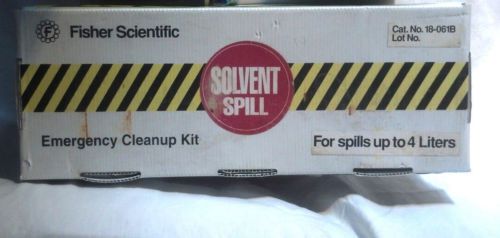 F
Fisher Scientific
Cat. No. 18-061B
Lot No.
SOLVENT
SPILL
Emergency Cleanup Kit
For spills up to 4 Liters